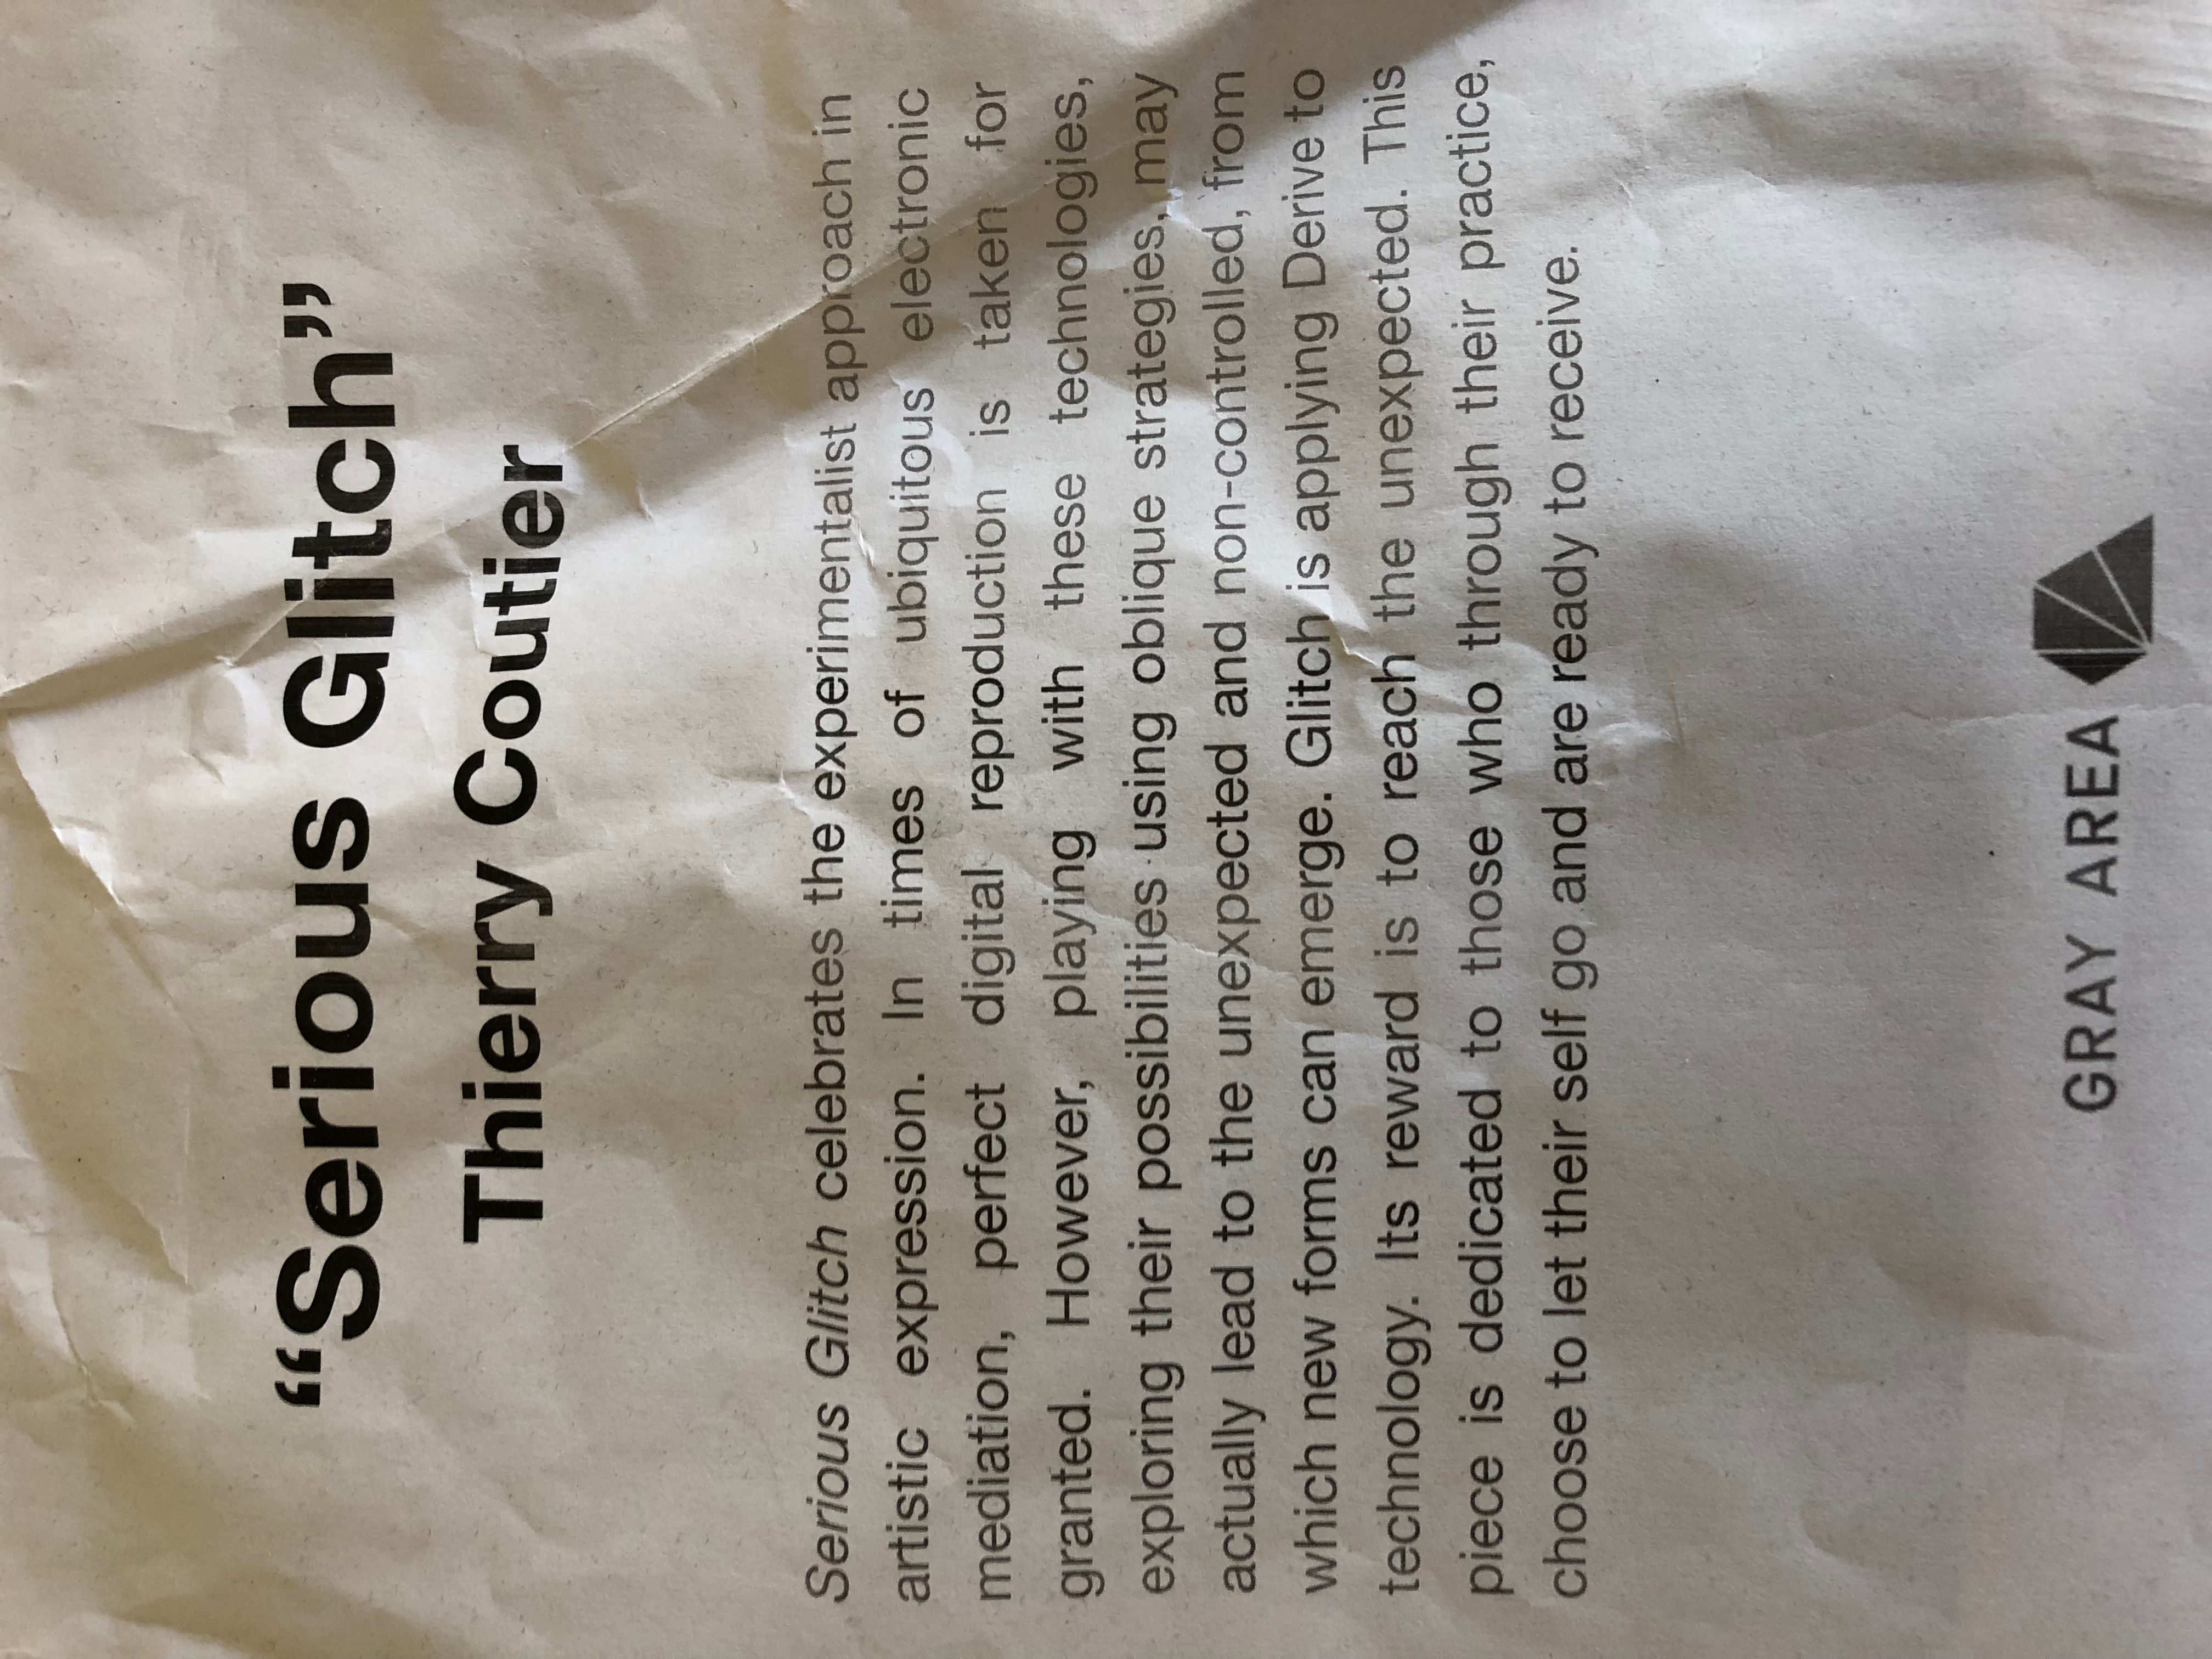 “Serious Glitch”
Thierry Coutier
Serious Glitch celebrates the experimentalist approach in
artistic expression. In times of ubiquitous electronic
mediation, perfect digital reproduction is taken for
granted. However, playing with these technologies,
exploring their possibilities using oblique strategies, may
actually lead to the unexpected and non-controlled, from
which new forms can emerge. Glitch is applying Derive to
technology. Its reward is to reach the unexpected. This
piece is dedicated to those who through their practice,
choose to let their self go and are ready to receive.
GRAY AREA